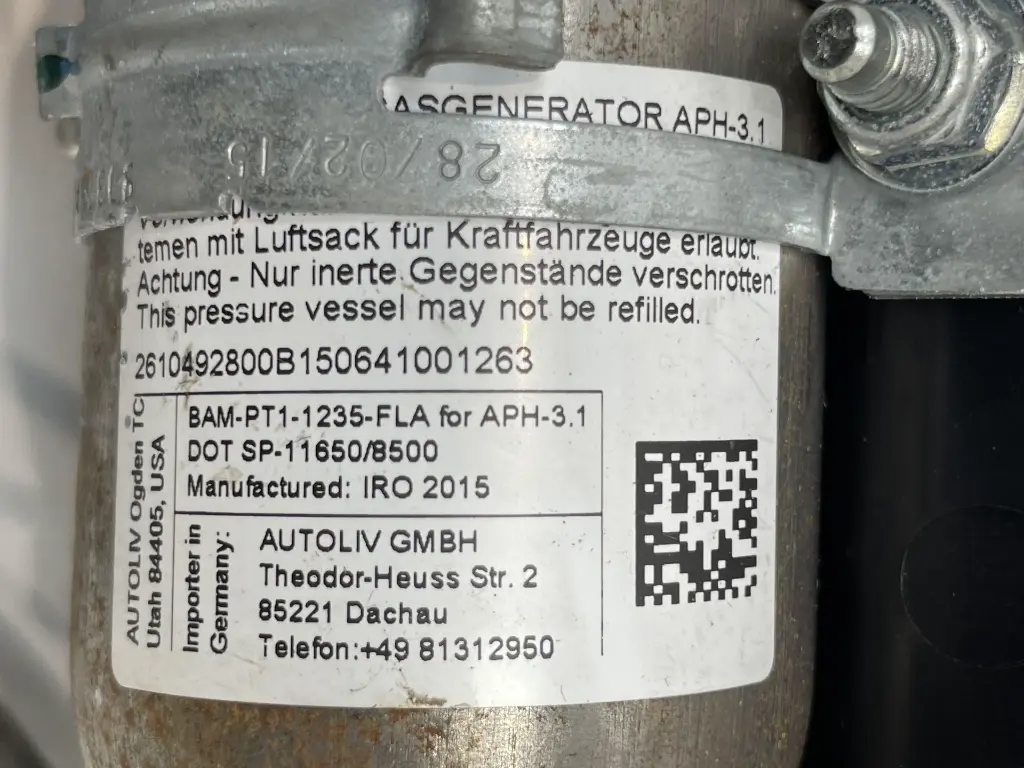 GASGENERATOR APH-3.1
28/02/15
temen mit Luftsack für Kraftfahrzeuge erlaubt.
Achtung - Nur inerte Gegenstände verschrotten.
This pressure vessel may not be refilled.
2610492800B150641001263
AUTOLIV Ogden TC
Utah 84405, USA
BAM-PT1-1235-FLA for APH-3.1
DOT SP-11650/8500
Manufactured: IRO 2015
Importer in
Germany:
AUTOLIV GMBH
Theodor-Heuss Str. 2
85221 Dachau
Telefon:+49 81312950